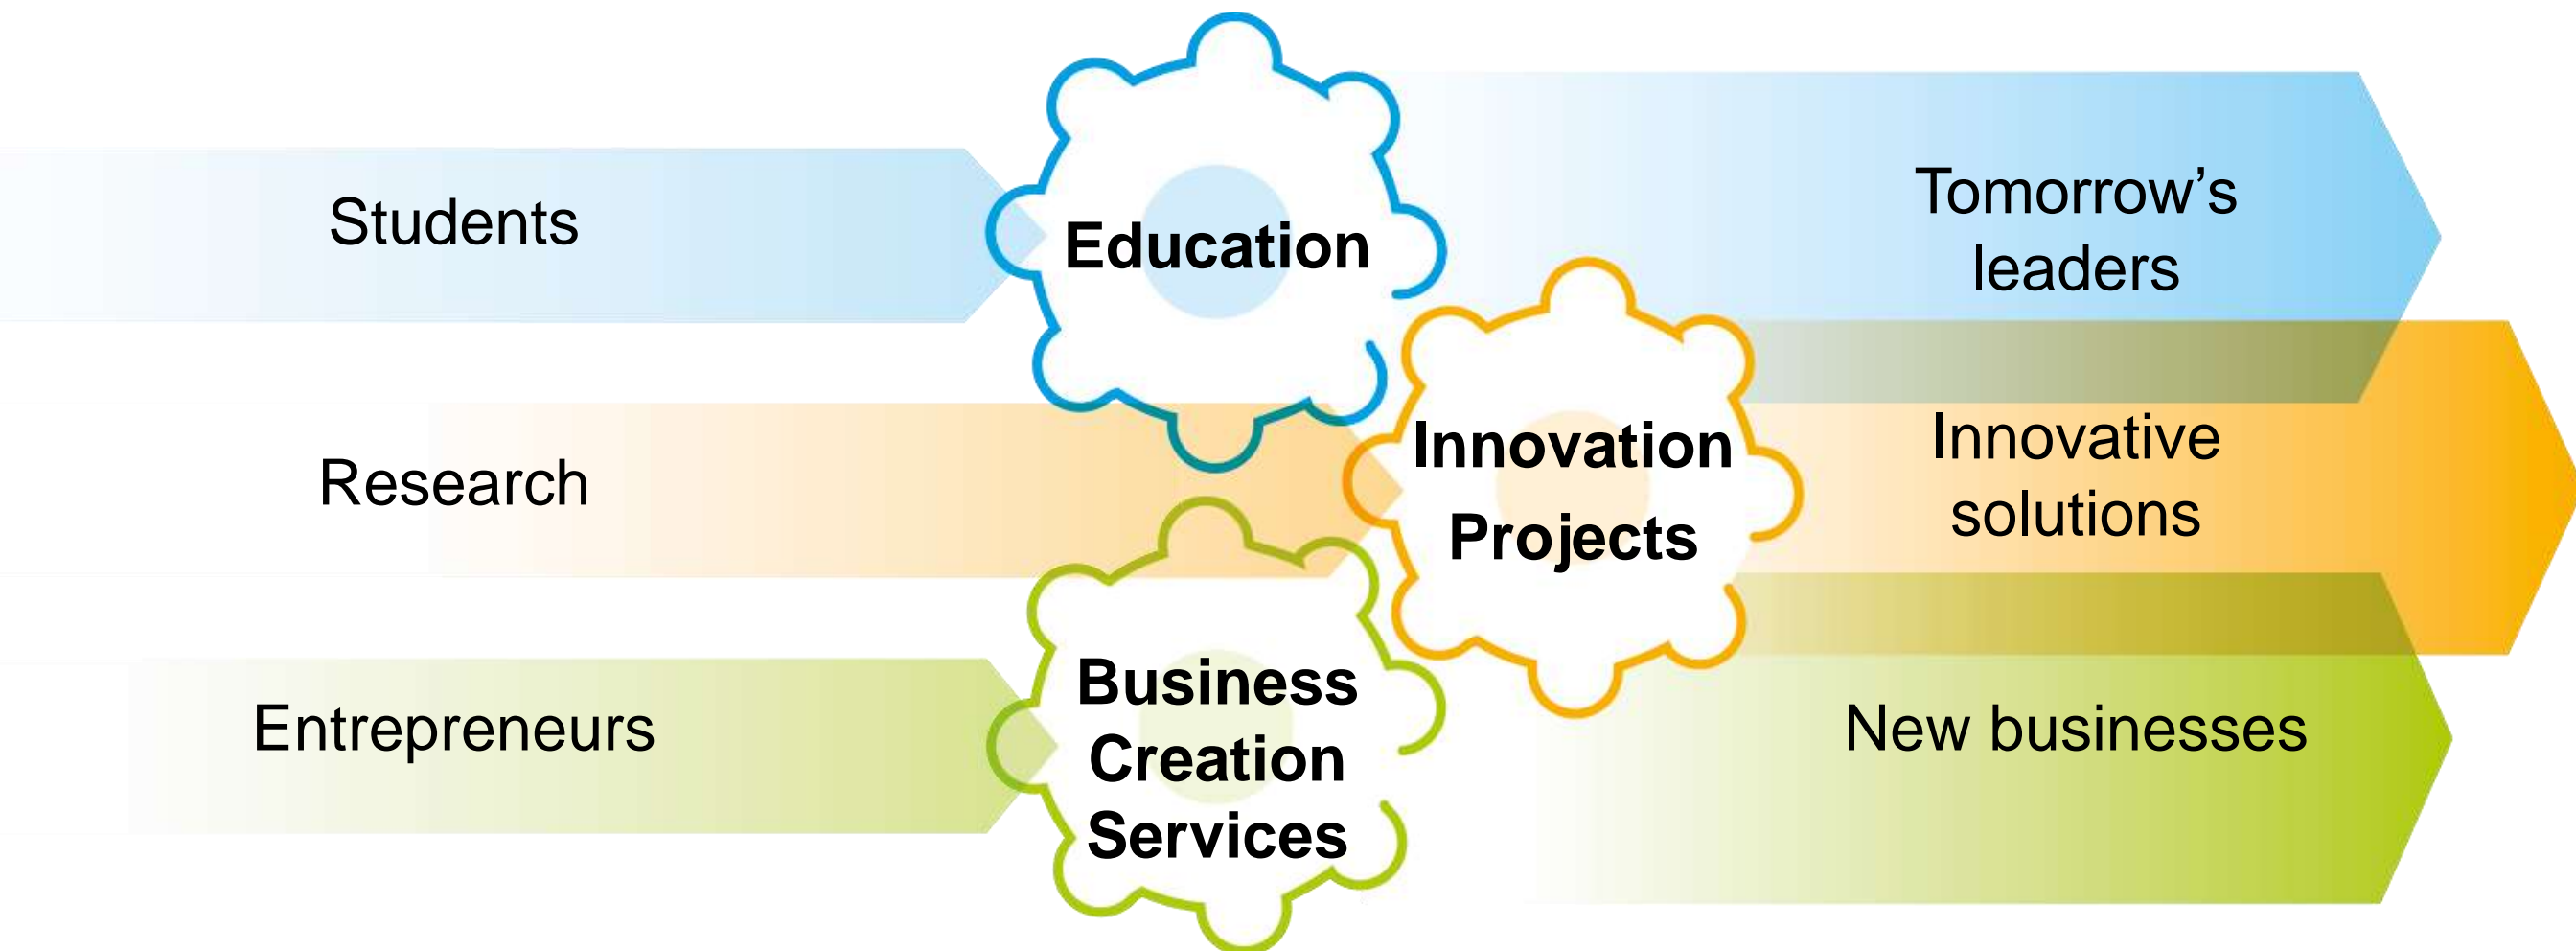 Students
Education
Tomorrow’s
leaders
Research
Innovation
Projects
Innovative
solutions
Entrepreneurs
Business
Creation
Services
New businesses